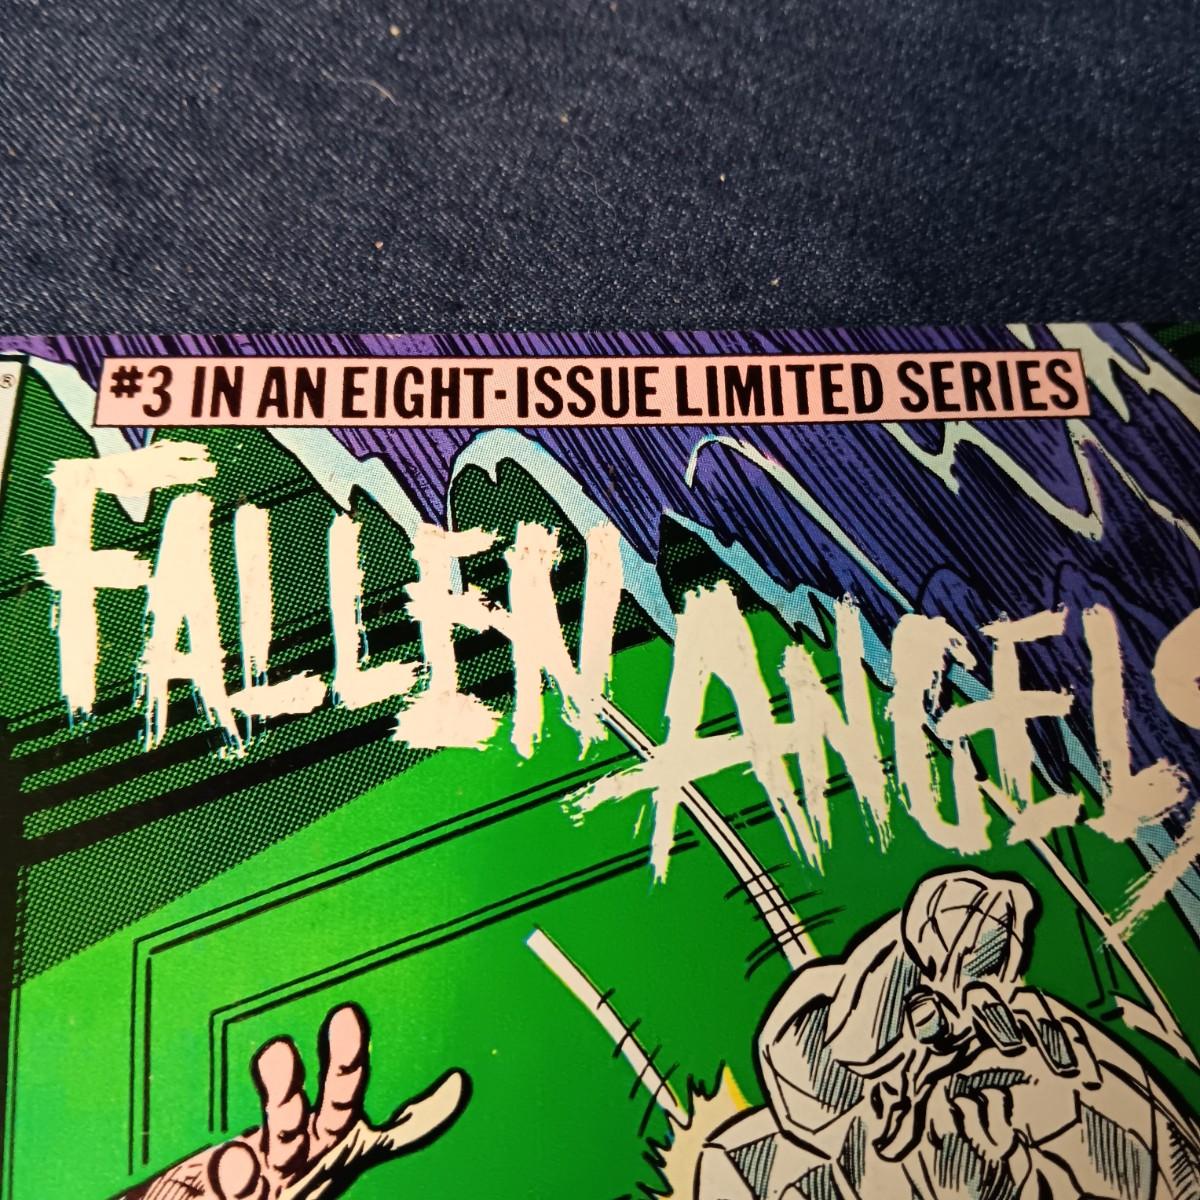 ®
#3 IN AN EIGHT-ISSUE LIMITED SERIES
FALLEN ANGELS